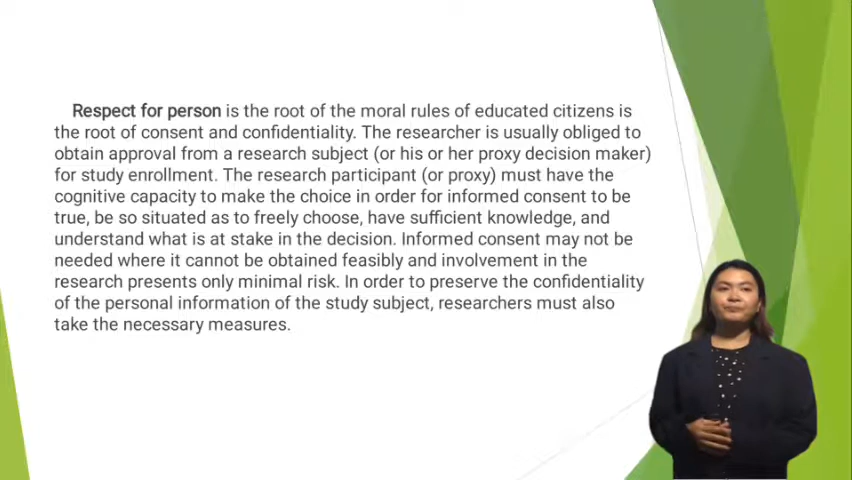 Respect for person is the root of the moral rules of educated citizens is
the root of consent and confidentiality. The researcher is usually obliged to
obtain approval from a research subject (or his or her proxy decision maker)
for study enrollment. The research participant (or proxy) must have the
cognitive capacity to make the choice in order for informed consent to be
true, be so situated as to freely choose, have sufficient knowledge, and
understand what is at stake in the decision. Informed consent may not be
needed where it cannot be obtained feasibly and involvement in the
research presents only minimal risk. In order to preserve the confidentiality
of the personal information of the study subject, researchers must also
take the necessary measures.